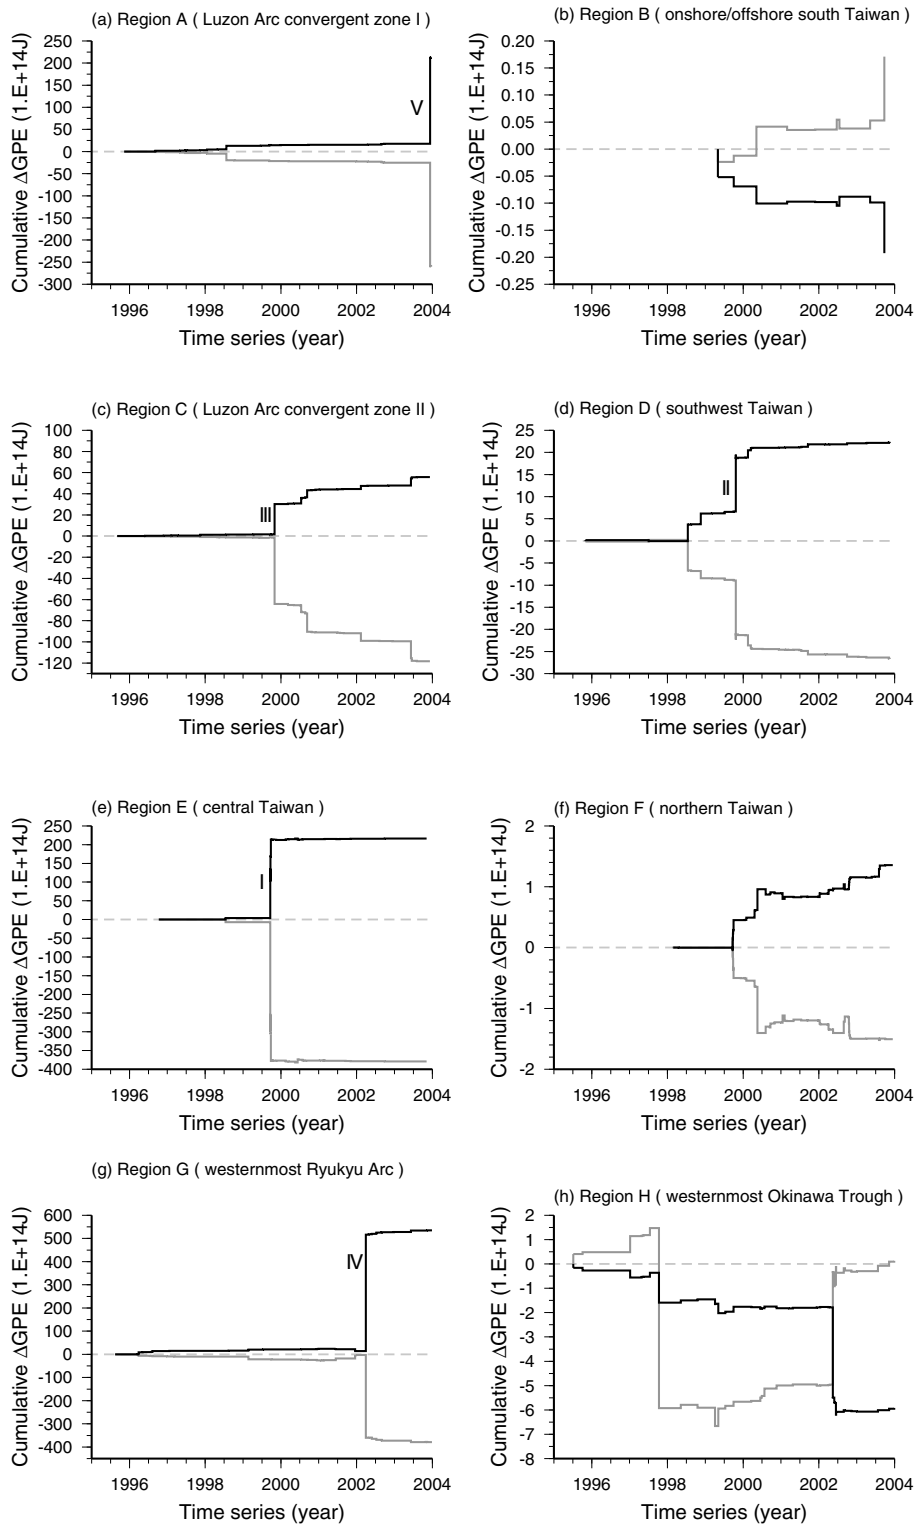 (a) Region A ( Luzon Arc convergent zone I )
Cumulative ΔGPE (1.E+14J)
250
200
150
100
50
0
-50
-100
-150
-200
-250
-300
V
1996 1998 2000 2002 2004
Time series (year)
(b) Region B ( onshore/offshore south Taiwan )
Cumulative ΔGPE (1.E+14J)
0.20
0.15
0.10
0.05
0.00
-0.05
-0.10
-0.15
-0.20
-0.25
1996 1998 2000 2002 2004
Time series (year)
(c) Region C ( Luzon Arc convergent zone II )
Cumulative ΔGPE (1.E+14J)
100
80
60
40
20
0
-20
-40
-60
-80
-100
-120
III
1996 1998 2000 2002 2004
Time series (year)
(d) Region D ( southwest Taiwan )
Cumulative ΔGPE (1.E+14J)
25
20
15
10
5
0
-5
-10
-15
-20
-25
-30
II
1996 1998 2000 2002 2004
Time series (year)
(e) Region E ( central Taiwan )
Cumulative ΔGPE (1.E+14J)
250
200
150
100
50
0
-50
-100
-150
-200
-250
-300
-350
-400
I
1996 1998 2000 2002 2004
Time series (year)
(f) Region F ( northern Taiwan )
Cumulative ΔGPE (1.E+14J)
2
1
0
-1
-2
1996 1998 2000 2002 2004
Time series (year)
(g) Region G ( westernmost Ryukyu Arc )
Cumulative ΔGPE (1.E+14J)
600
500
400
300
200
100
0
-100
-200
-300
-400
IV
1996 1998 2000 2002 2004
Time series (year)
(h) Region H ( westernmost Okinawa Trough )
Cumulative ΔGPE (1.E+14J)
2
1
0
-1
-2
-3
-4
-5
-6
-7
-8
1996 1998 2000 2002 2004
Time series (year)